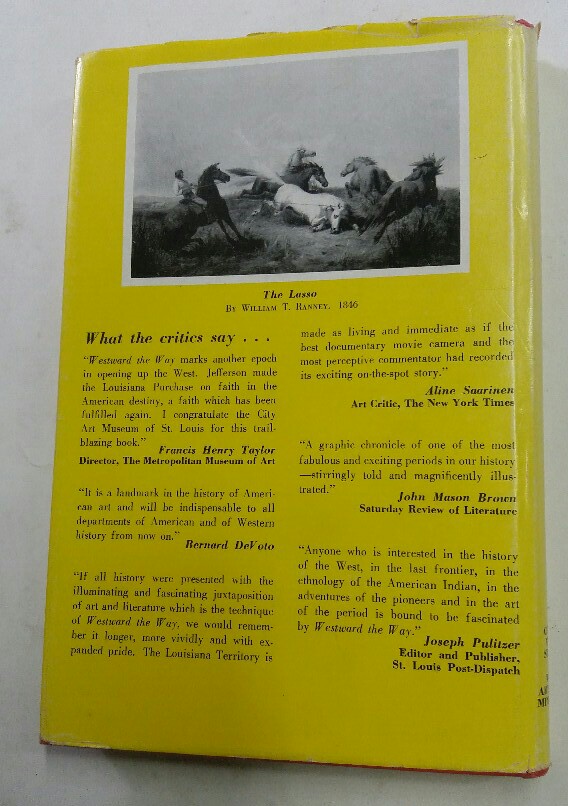 The Lasso
By William T. Ranney, 1846
What the critics say . . .
"Westward the Way marks another epoch
in opening up the West. Jefferson made
the Louisiana Purchase on faith in the
American destiny, a faith which has been
fulfilled again. I congratulate the City
Art Museum of St. Louis for this trail-
blazing book."
Francis Henry Taylor
Director, The Metropolitan Museum of Art
"It is a landmark in the history of Ameri-
can art and will be indispensable to all
departments of American and of Western
history from now on."
Bernard DeVoto
"If all history were presented with the
illuminating and fascinating juxtaposition
of art and literature which is the technique
of Westward the Way, we would remem-
ber it longer, more vividly and with ex-
panded pride. The Louisiana Territory is
made as living and immediate as if the
best documentary movie camera and the
most perceptive commentator had recorded
its exciting on-the-spot story."
Aline Saarinen
Art Critic, The New York Times
"A graphic chronicle of one of the most
fabulous and exciting periods in our history
—stirringly told and magnificently illus-
trated."
John Mason Brown
Saturday Review of Literature
"Anyone who is interested in the history
of the West, in the last frontier, in the
ethnology of the American Indian, in the
adventures of the pioneers and in the art
of the period is bound to be fascinated
by Westward the Way."
Joseph Pulitzer
Editor and Publisher,
St. Louis Post-Dispatch